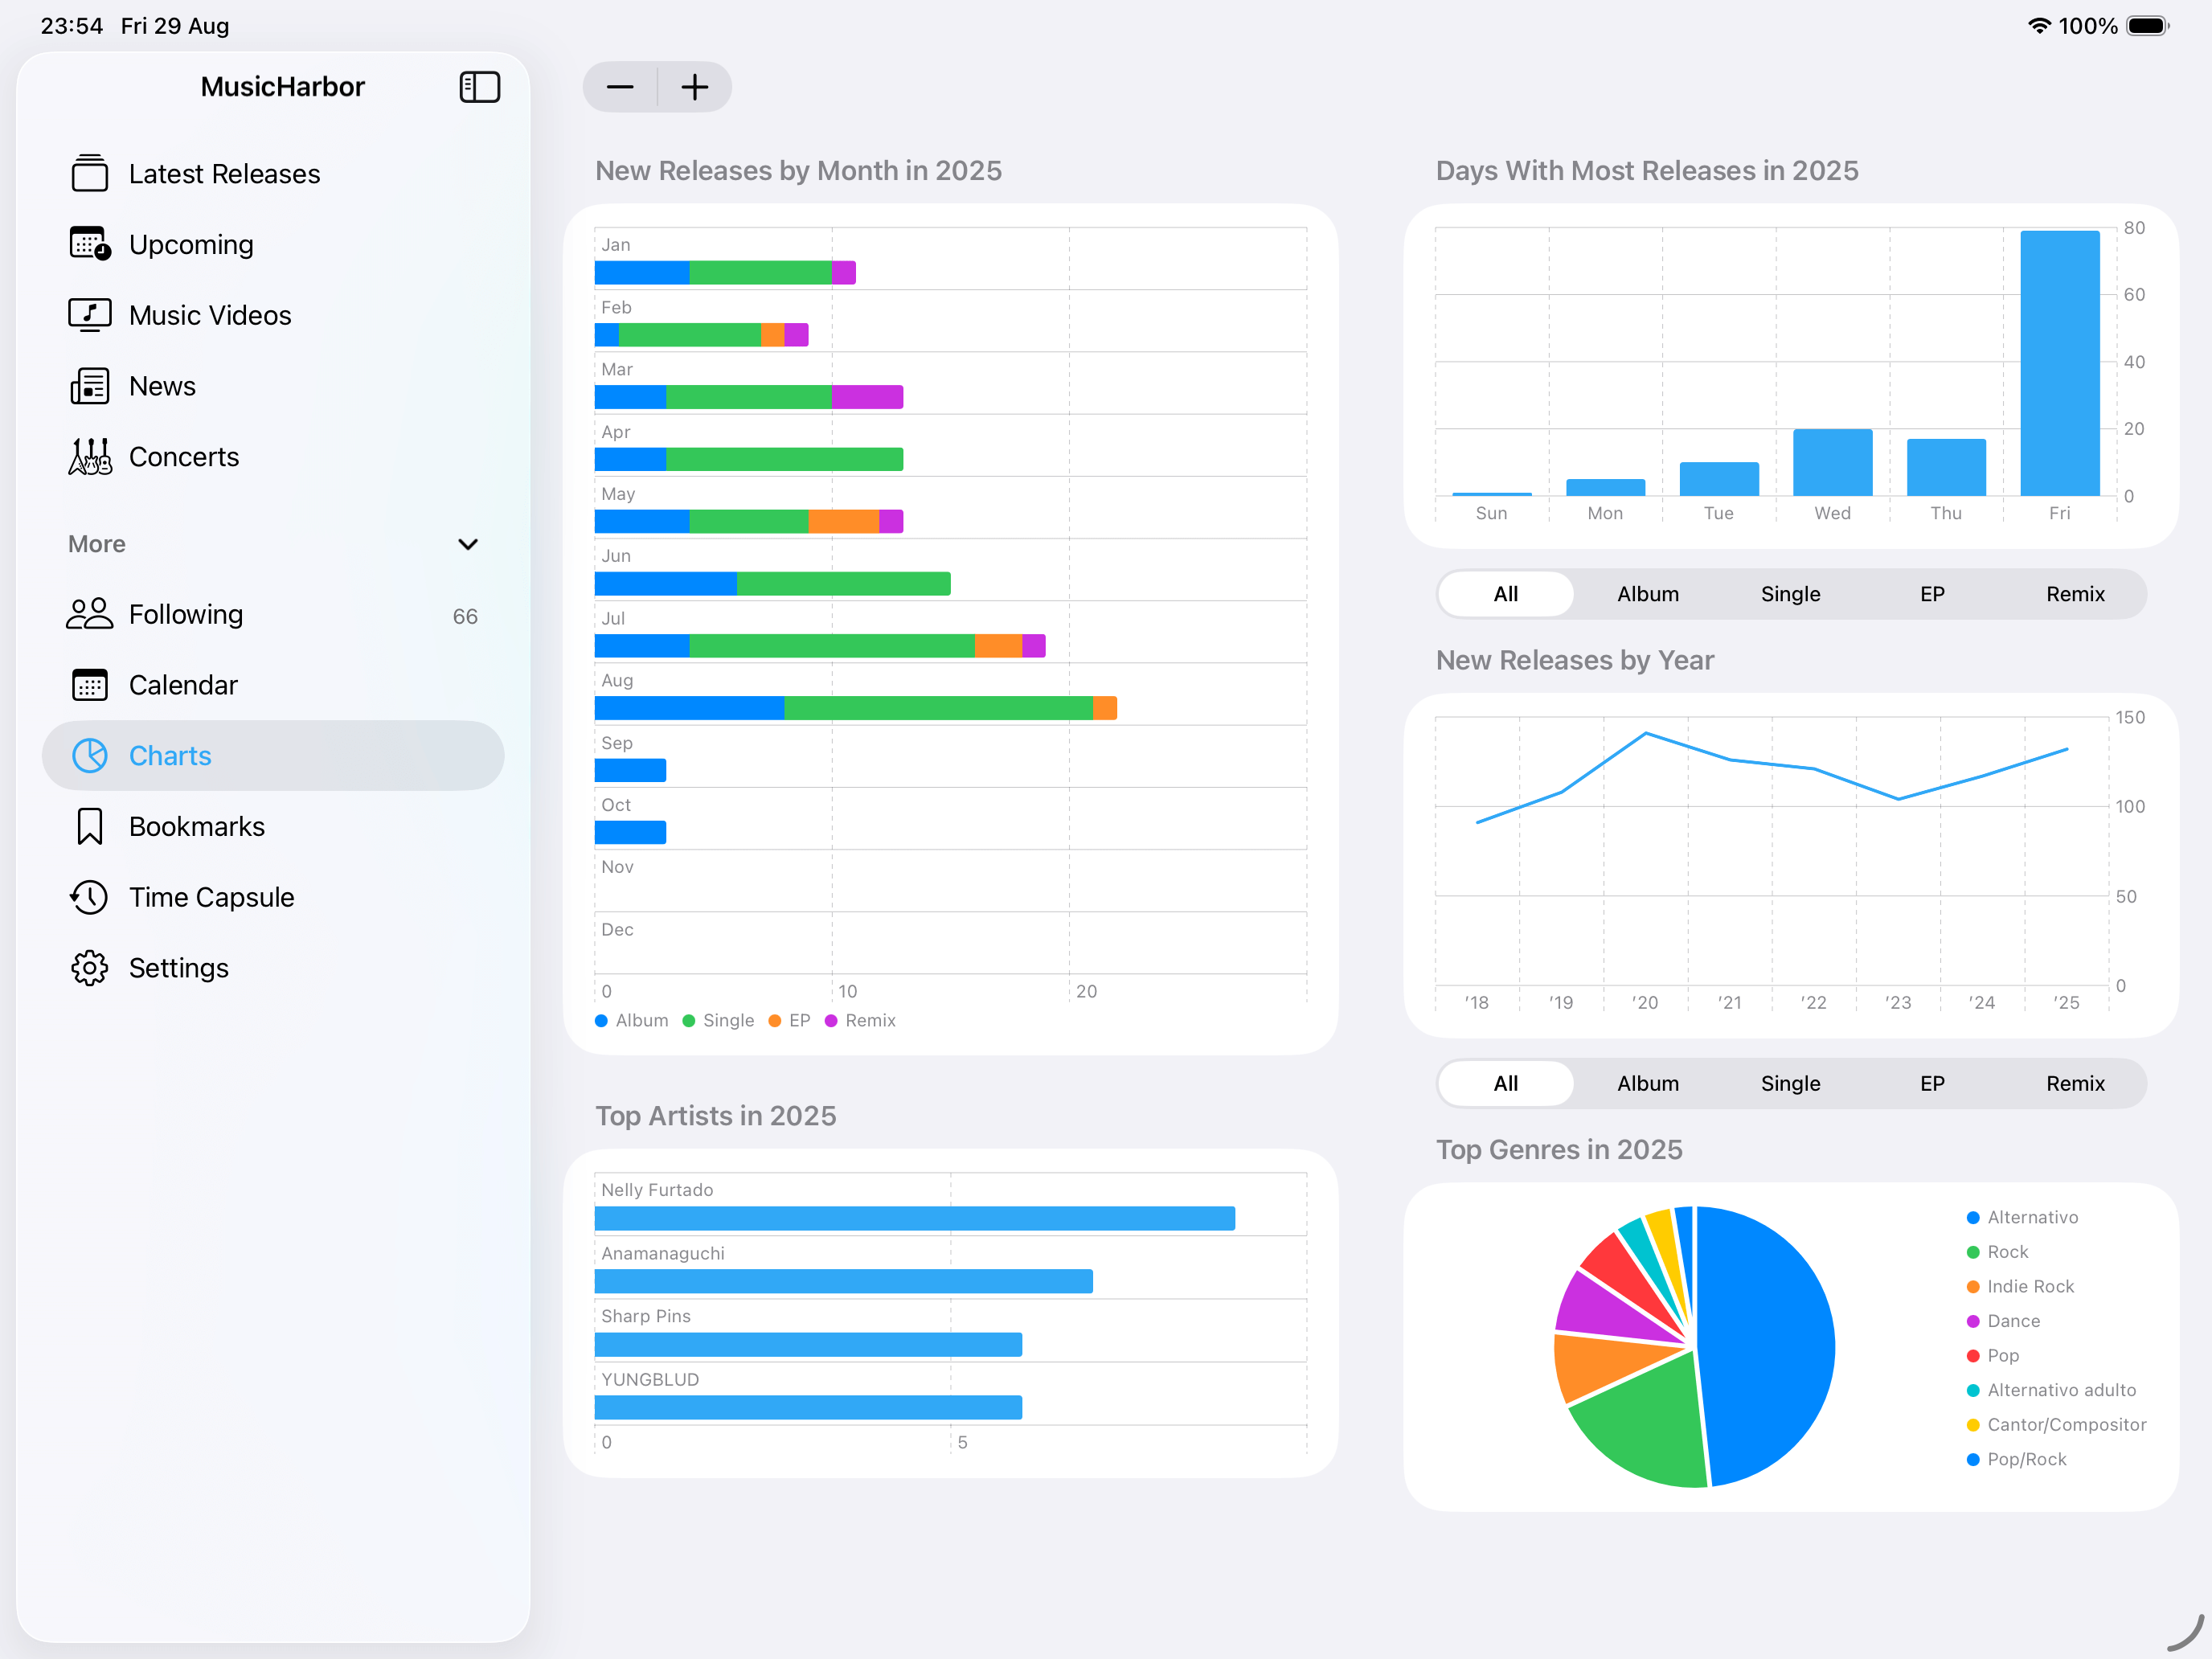 23:54 Fri 29 Aug
100%
MusicHarbor
Latest Releases
Upcoming
Music Videos
News
Concerts
More
Following 66
Calendar
Charts
Bookmarks
Time Capsule
Settings
New Releases by Month in 2025
Jan
Feb
Mar
Apr
May
Jun
Jul
Aug
Sep
Oct
Nov
Dec
0 10 20
Album Single EP Remix
Top Artists in 2025
Nelly Furtado
Anamanaguchi
Sharp Pins
YUNGBLUD
0 5
Days With Most Releases in 2025
80
60
40
20
0
Sun Mon Tue Wed Thu Fri
All Album Single EP Remix
New Releases by Year
150
100
50
0
’18 ’19 ’20 ’21 ’22 ’23 ’24 ’25
All Album Single EP Remix
Top Genres in 2025
Alternativo
Rock
Indie Rock
Dance
Pop
Alternativo adulto
Cantor/Compositor
Pop/Rock